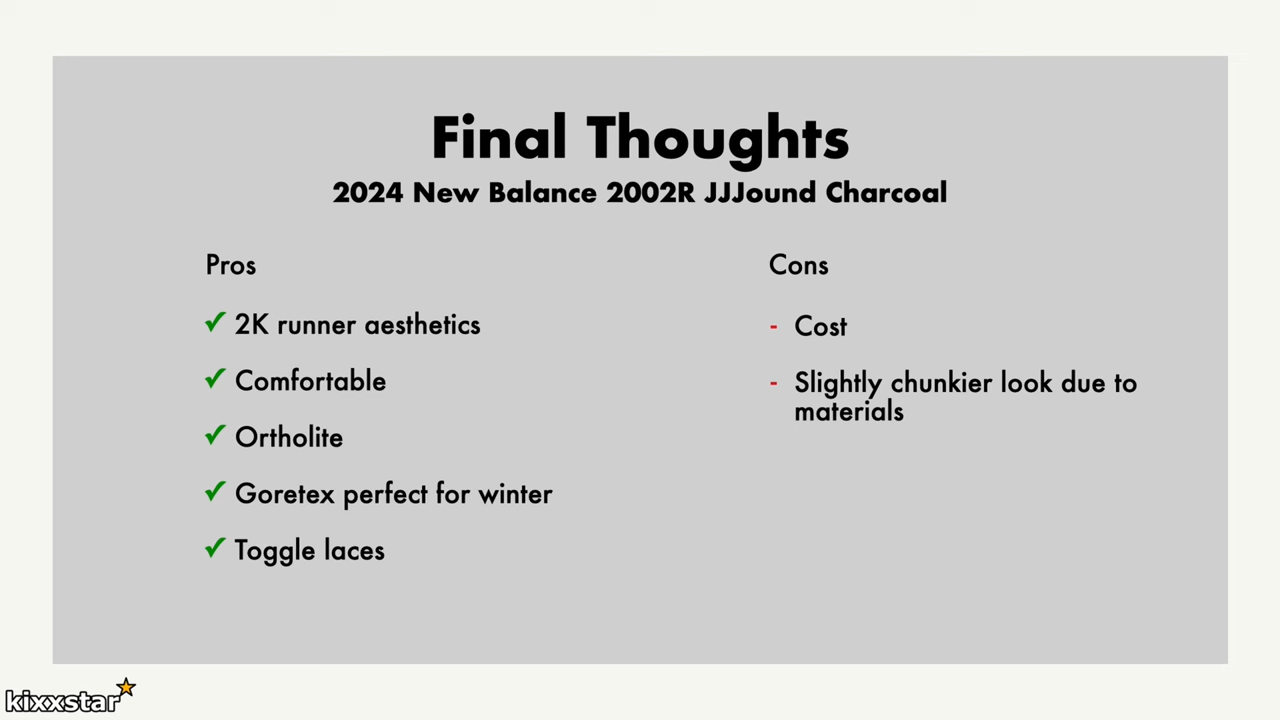 Final Thoughts
2024 New Balance 2002R JJJound Charcoal
Pros
✓ 2K runner aesthetics
✓ Comfortable
✓ Ortholite
✓ Goretex perfect for winter
✓ Toggle laces
Cons
- Cost
- Slightly chunkier look due to
materials
kixxstar